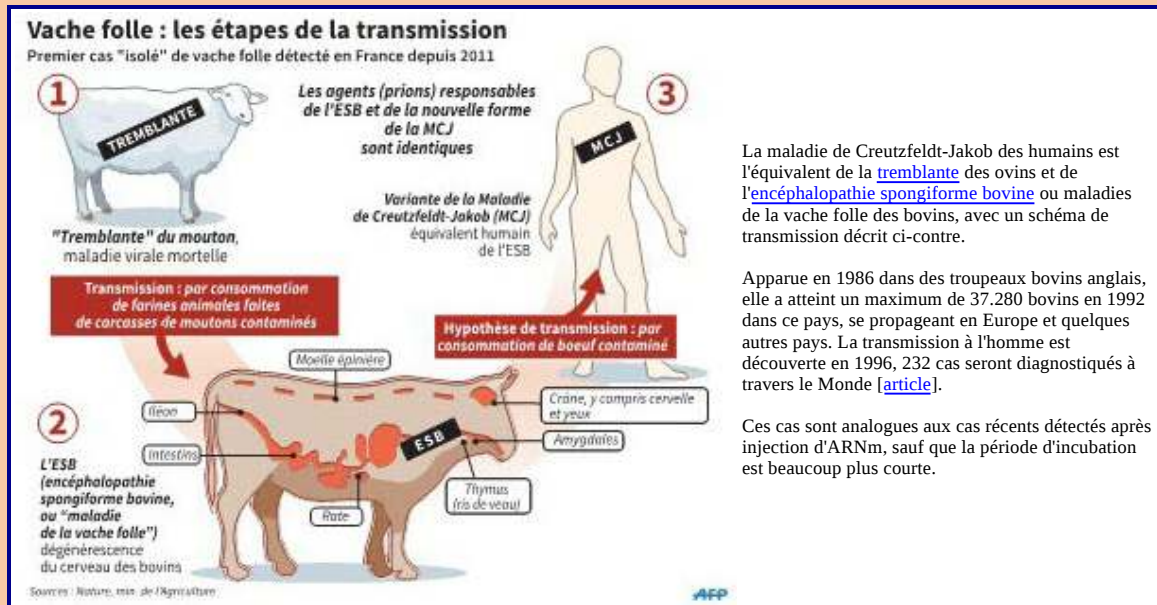 Vache folle : les étapes de la transmission
Premier cas "isolé" de vache folle détecté en France depuis 2011
1
TREMBLANTE
"Tremblante" du mouton,
maladie virale mortelle
Les agents (prions) responsables
de l'ESB et de la nouvelle forme
de la MCJ
sont identiques
3
MCJ
Variante de la Maladie
de Creutzfeldt-Jakob (MCJ)
équivalent humain
de l'ESB
Transmission : par consommation
de farines animales faites
de carcasses de moutons contaminés
Hypothèse de transmission : par
consommation de boeuf contaminé
Moelle épinière
Iléon
Intestins
Crâne, y compris cervelle
et yeux
Amygdales
ESB
Thymus
(ris de veau)
Rate
2
L'ESB
(encéphalopathie
spongiforme bovine,
ou "maladie
de la vache folle")
dégénérescence
du cerveau des bovins
Sources : Nature, min. de l'Agriculture
AFP
La maladie de Creutzfeldt-Jakob des humains est
l'équivalent de la tremblante des ovins et de
l'encéphalopathie spongiforme bovine ou maladies
de la vache folle des bovins, avec un schéma de
transmission décrit ci-contre.
Apparue en 1986 dans des troupeaux bovins anglais,
elle a atteint un maximum de 37.280 bovins en 1992
dans ce pays, se propageant en Europe et quelques
autres pays. La transmission à l'homme est
découverte en 1996, 232 cas seront diagnostiqués à
travers le Monde [article].
Ces cas sont analogues aux cas récents détectés après
injection d'ARNm, sauf que la période d'incubation
est beaucoup plus courte.